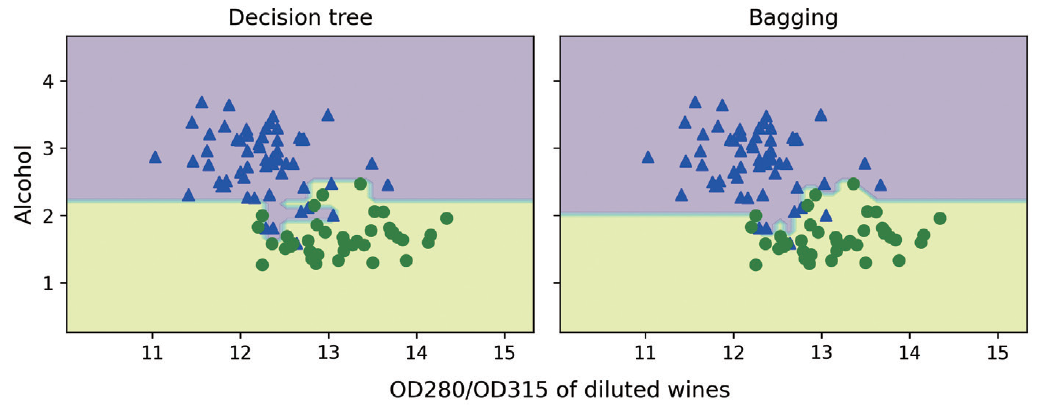 Decision tree
Bagging
Alcohol
4
3
2
1
11 12 13 14 15
11 12 13 14 15
OD280/OD315 of diluted wines